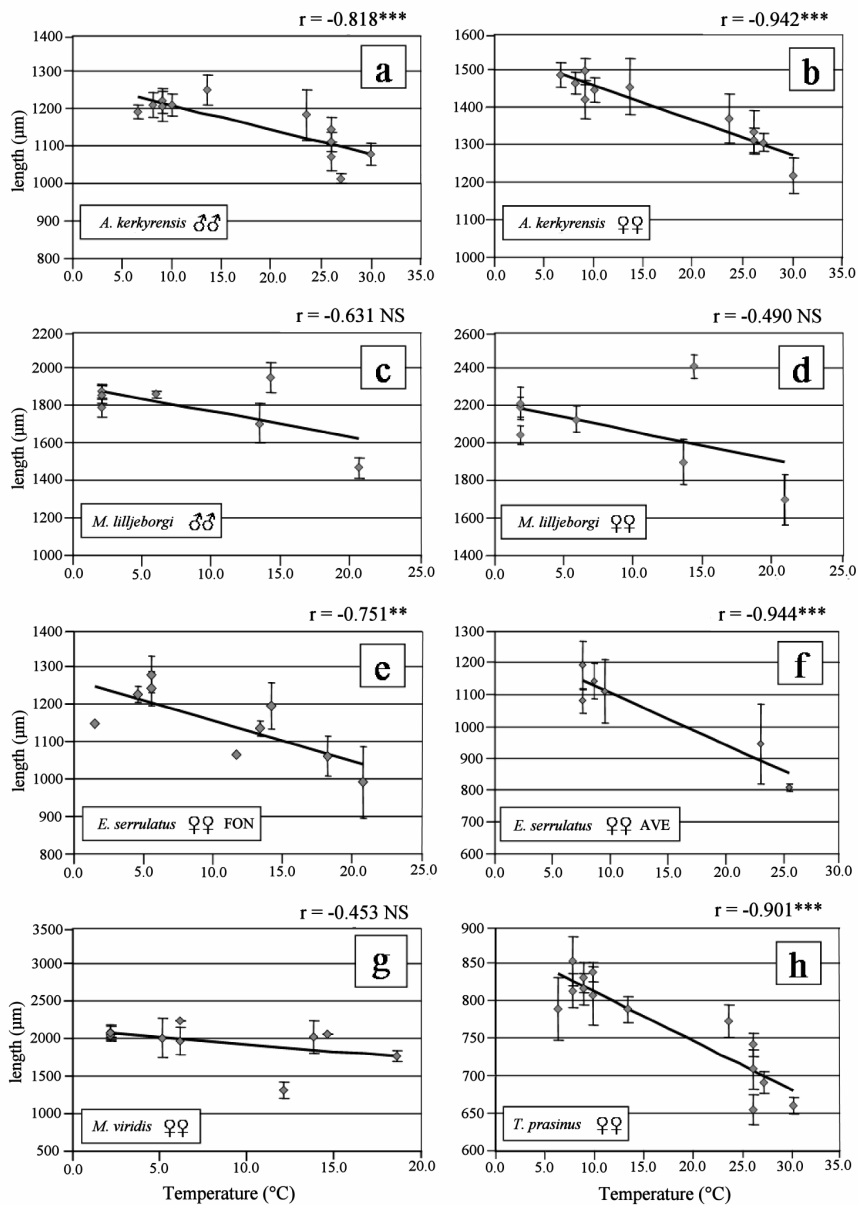 r = -0.818***
a
length (µm)
1400
1300
1200
1100
1000
900
800
A. kerkyrensis ♂♂
0.0 5.0 10.0 15.0 20.0 25.0 30.0 35.0
r = -0.942***
b
1600
1500
1400
1300
1200
1100
1000
A. kerkyrensis ♀♀
0.0 5.0 10.0 15.0 20.0 25.0 30.0 35.0
r = -0.631 NS
c
length (µm)
2200
2000
1800
1600
1400
1200
1000
M. lilljeborgi ♂♂
0.0 5.0 10.0 15.0 20.0 25.0
r = -0.490 NS
d
2600
2400
2200
2000
1800
1600
1400
M. lilljeborgi ♀♀
0.0 5.0 10.0 15.0 20.0 25.0
r = -0.751**
e
length (µm)
1400
1300
1200
1100
1000
900
800
E. serrulatus ♀♀ FON
0.0 5.0 10.0 15.0 20.0 25.0
r = -0.944***
f
1300
1200
1100
1000
900
800
700
600
E. serrulatus ♀♀ AVE
0.0 5.0 10.0 15.0 20.0 25.0 30.0
r = -0.453 NS
g
length (µm)
3500
3000
2500
2000
1500
1000
500
M. viridis ♀♀
0.0 5.0 10.0 15.0 20.0
Temperature (°C)
r = -0.901***
h
900
850
800
750
700
650
600
T. prasinus ♀♀
0.0 5.0 10.0 15.0 20.0 25.0 30.0 35.0
Temperature (°C)